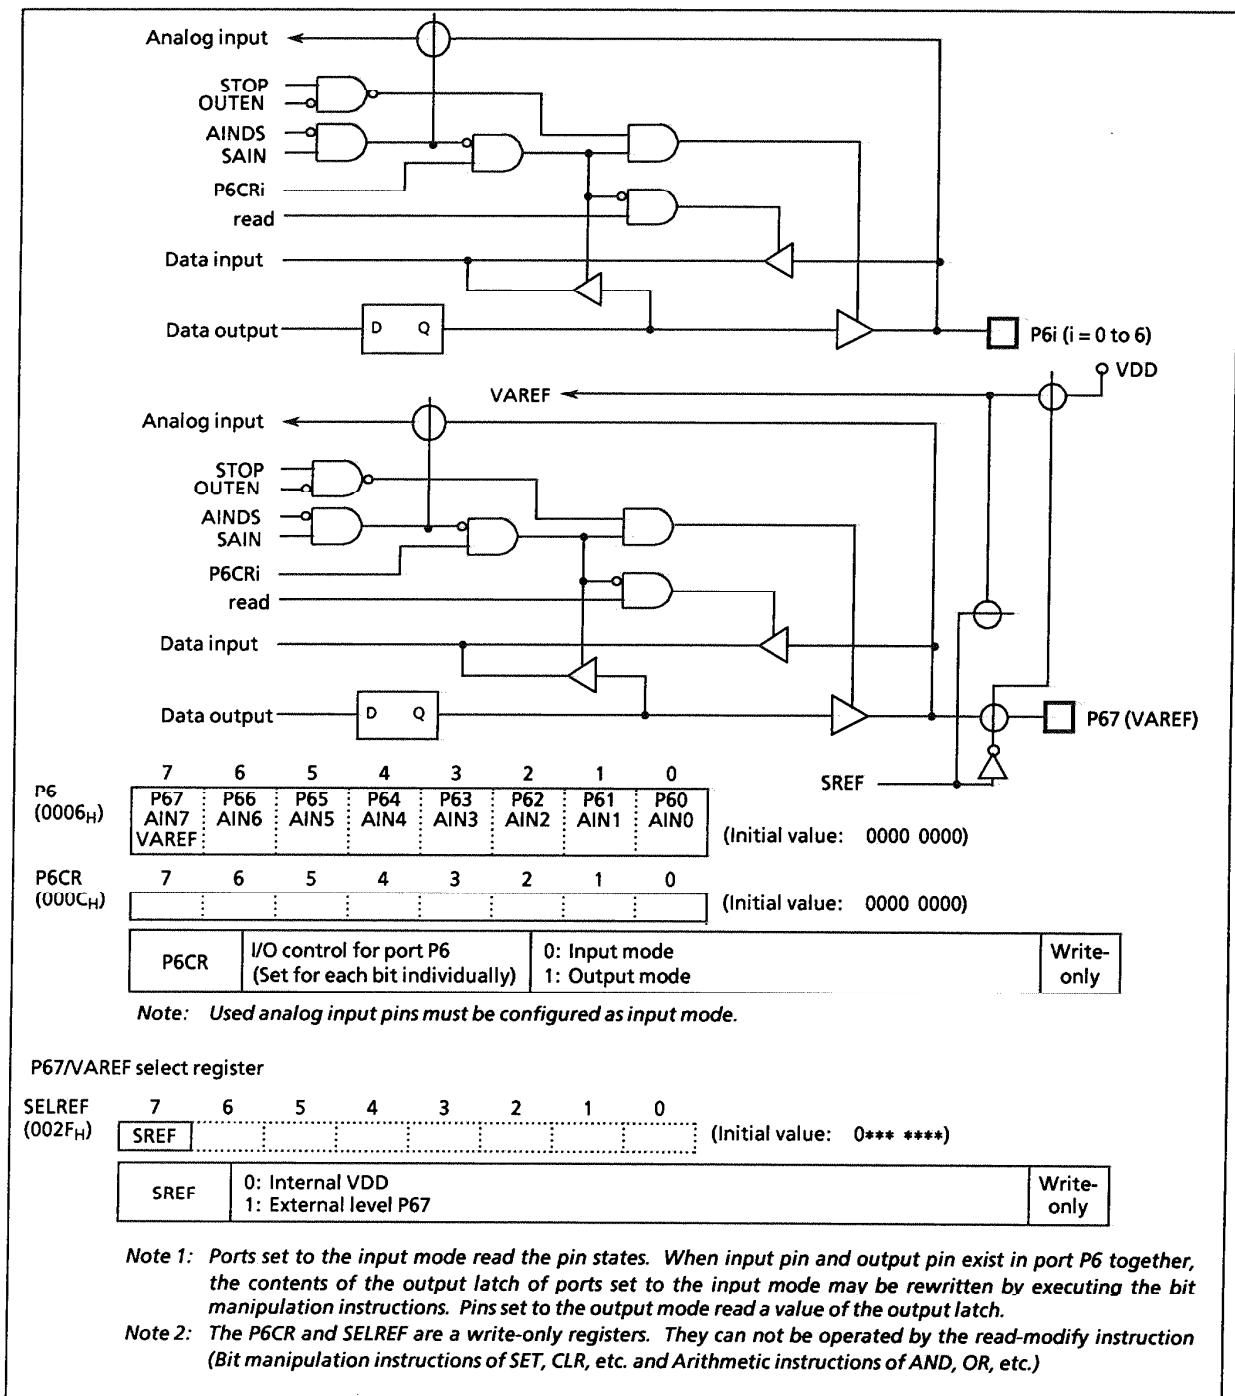 Analog input
STOP
OUTEN
AINDS
SAIN
P6CRi
read
Data input
Data output
D Q
P6i (i = 0 to 6)
VDD
VAREF
Analog input
STOP
OUTEN
AINDS
SAIN
P6CRi
read
Data input
Data output
D Q
P67 (VAREF)
SREF
7 6 5 4 3 2 1 0
P6
(0006H)
P67 P66 P65 P64 P63 P62 P61 P60
AIN7 AIN6 AIN5 AIN4 AIN3 AIN2 AIN1 AIN0
VAREF
(Initial value: 0000 0000)
P6CR
(000CH)
7 6 5 4 3 2 1 0
(Initial value: 0000 0000)
P6CR
I/O control for port P6
(Set for each bit individually)
0: Input mode
1: Output mode
Write-
only
Note: Used analog input pins must be configured as input mode.
P67/VAREF select register
SELREF
(002FH)
7 6 5 4 3 2 1 0
SREF
(Initial value: 0*** ****)
SREF
0: Internal VDD
1: External level P67
Write-
only
Note 1: Ports set to the input mode read the pin states. When input pin and output pin exist in port P6 together,
the contents of the output latch of ports set to the input mode may be rewritten by executing the bit
manipulation instructions. Pins set to the output mode read a value of the output latch.
Note 2: The P6CR and SELREF are a write-only registers. They can not be operated by the read-modify instruction
(Bit manipulation instructions of SET, CLR, etc. and Arithmetic instructions of AND, OR, etc.)